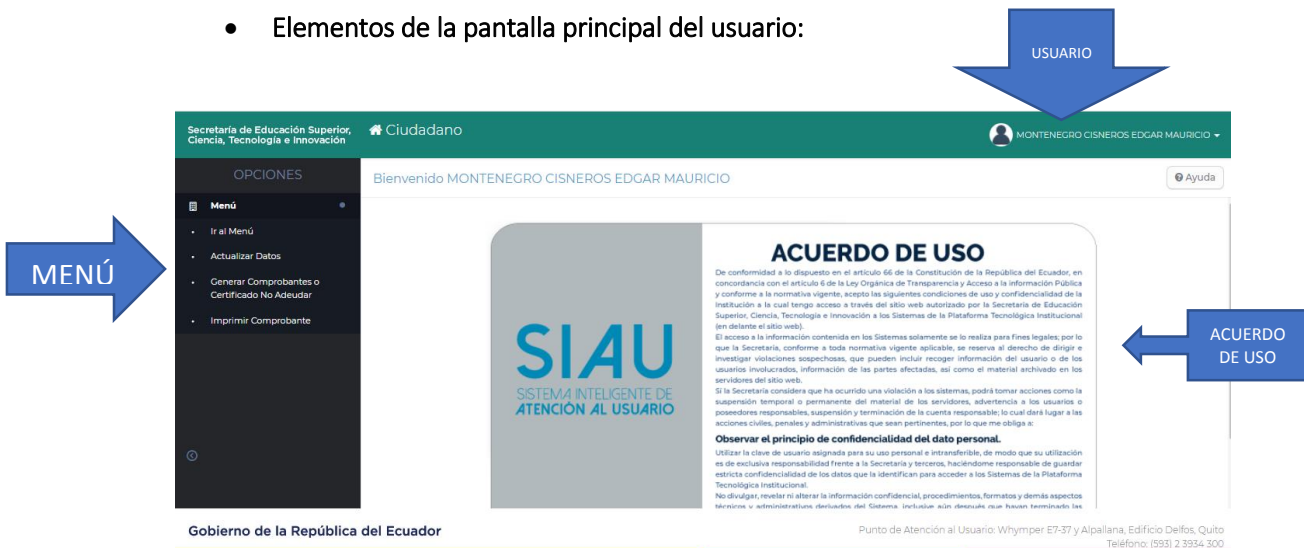 • Elementos de la pantalla principal del usuario:
USUARIO
Secretaría de Educación Superior,
Ciencia, Tecnología e Innovación
Ciudadano
MONTENEGRO CISNEROS EDGAR MAURICIO
OPCIONES
Bienvenido MONTENEGRO CISNEROS EDGAR MAURICIO
Ayuda
MENÚ
Menú
• Ir al Menú
• Actualizar Datos
• Generar Comprobantes o
Certificado No Adeudar
• Imprimir Comprobante
SIAU
SISTEMA INTELIGENTE DE
ATENCIÓN AL USUARIO
ACUERDO DE USO
De conformidad a lo dispuesto en el artículo 66 de la Constitución de la República del Ecuador, en
concordancia con el artículo 6 de la Ley Orgánica de Transparencia y Acceso a la información Pública
y conforme a la normativa vigente, acepto las siguientes condiciones de uso y confidencialidad de la
Institución a la cual tengo acceso a través del sitio web autorizado por la Secretaría de Educación
Superior, Ciencia, Tecnología e Innovación a los Sistemas de la Plataforma Tecnológica Institucional
(en delante el sitio web).
El acceso a la información contenida en los Sistemas solamente se lo realiza para fines legales; por lo
que la Secretaría, conforme a toda normativa vigente aplicable, se reserva al derecho de dirigir e
investigar violaciones sospechosas, que pueden incluir recoger información del usuario o de los
usuarios involucrados, información de las partes afectadas, así como el material archivado en los
servidores del sitio web.
Si la Secretaría considera que ha ocurrido una violación a los sistemas, podrá tomar acciones como la
suspensión temporal o permanente del material de los servidores, advertencia a los usuarios o
poseedores responsables, suspensión y terminación de la cuenta responsable; lo cual dará lugar a las
acciones civiles, penales y administrativas que sean pertinentes, por lo que me obliga a:
Observar el principio de confidencialidad del dato personal.
Utilizar la clave de usuario asignada para su uso personal e intransferible, de modo que su utilización
es de exclusiva responsabilidad frente a la Secretaría y terceros, haciéndome responsable de guardar
estricta confidencialidad de los datos que la identifican para acceder a los Sistemas de la Plataforma
Tecnológica Institucional.
No divulgar, revelar ni alterar la información confidencial, procedimientos, formatos y demás aspectos
técnicos y administrativos derivados del Sistema, inclusive aún después que hayan terminado las
ACUERDO
DE USO
Gobierno de la República del Ecuador
Punto de Atención al Usuario: Whymper E7-37 y Alpallana, Edificio Delfos, Quito
Teléfono: (593) 2 3934 300